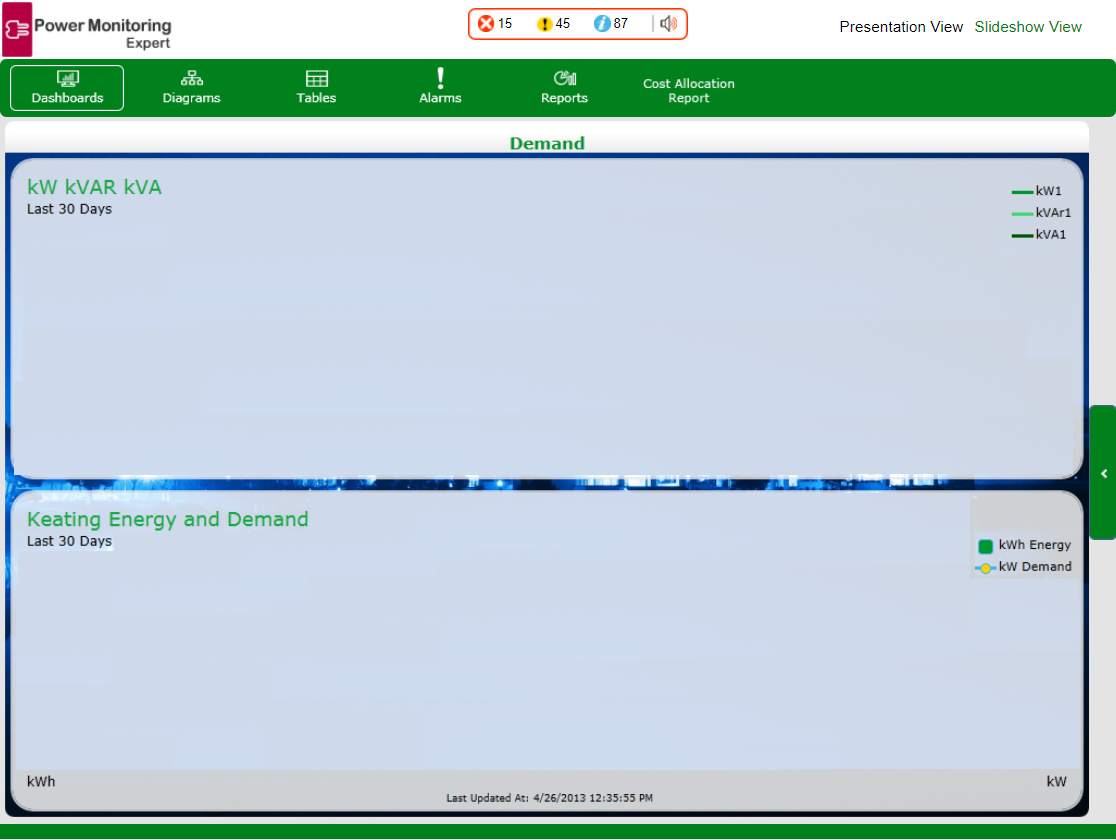 Power Monitoring
Expert
15 45 87
Presentation View Slideshow View
Dashboards Diagrams Tables Alarms Reports
Cost Allocation
Report
Demand
kW kVAR kVA
Last 30 Days
kW1
kVAr1
kVA1
Keating Energy and Demand
Last 30 Days
kWh Energy
kW Demand
kWh kW
Last Updated At: 4/26/2013 12:35:55 PM